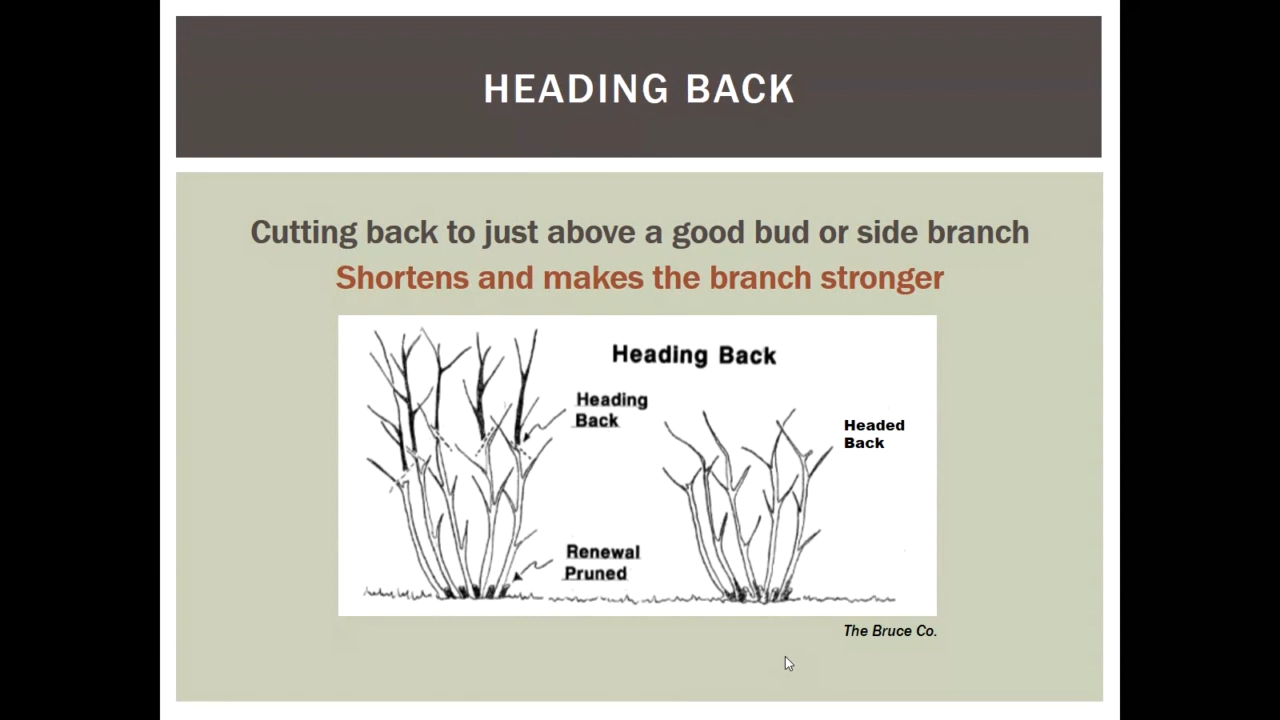 HEADING BACK
Cutting back to just above a good bud or side branch
Shortens and makes the branch stronger
Heading Back
Heading
Back
Headed
Back
Renewal
Pruned
The Bruce Co.